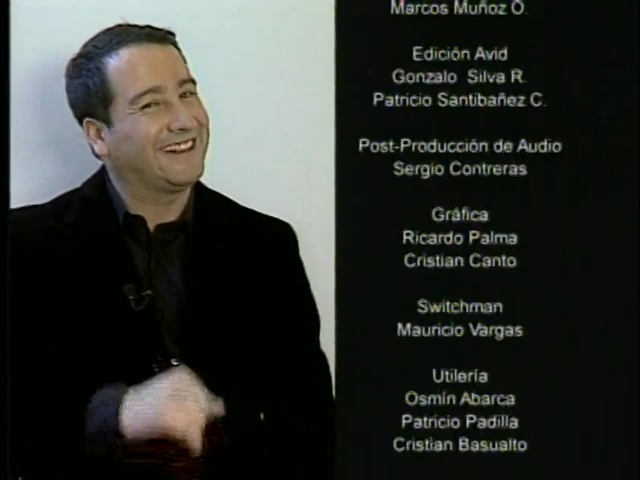 Marcos Muñoz O.
Edición Avid
Gonzalo Silva R.
Patricio Santibañez C.
Post-Producción de Audio
Sergio Contreras
Gráfica
Ricardo Palma
Cristian Canto
Switchman
Mauricio Vargas
Utilería
Osmín Abarca
Patricio Padilla
Cristian Basualto